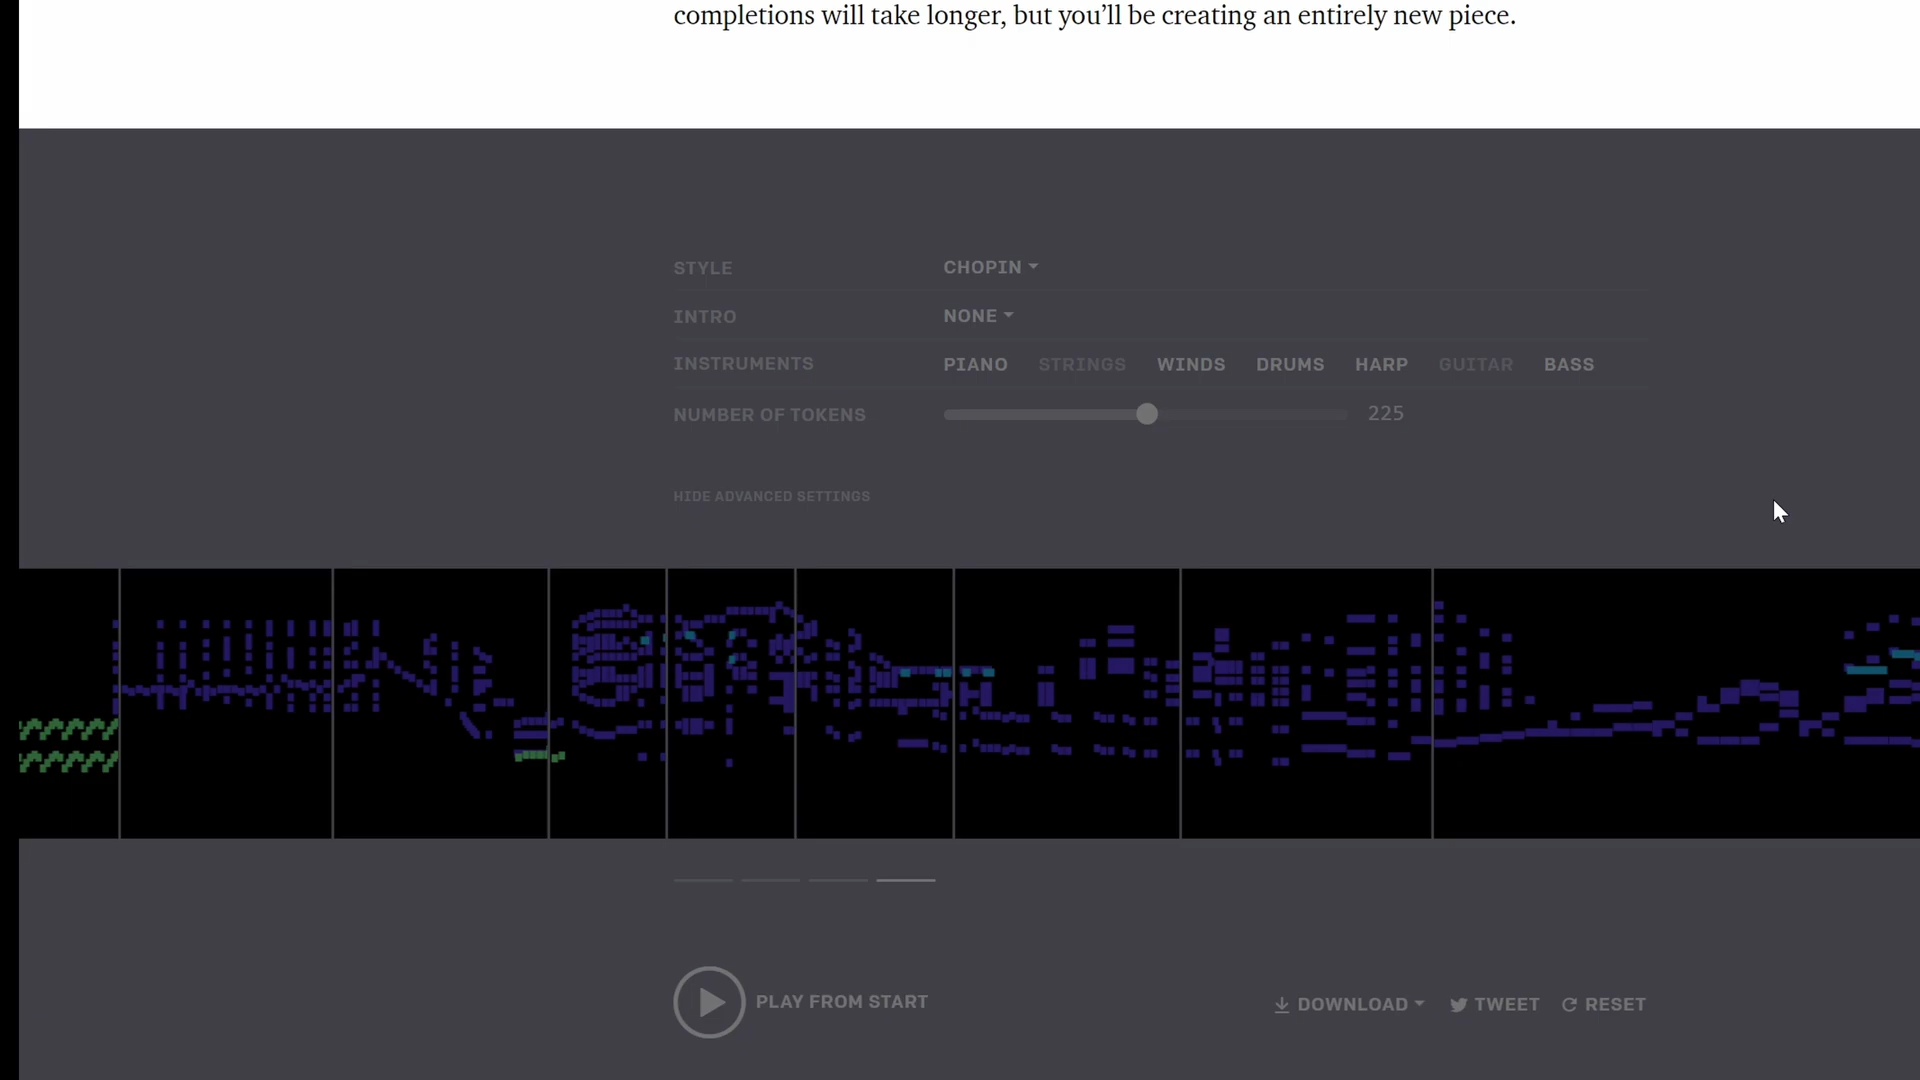 completions will take longer, but you’ll be creating an entirely new piece.
STYLE CHOPIN
INTRO NONE
INSTRUMENTS PIANO STRINGS WINDS DRUMS HARP GUITAR BASS
NUMBER OF TOKENS 225
HIDE ADVANCED SETTINGS
PLAY FROM START DOWNLOAD TWEET RESET